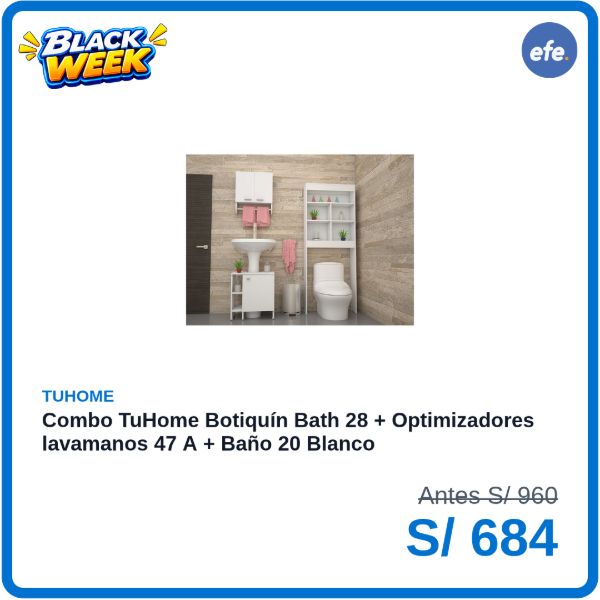 BLACK
WEEK
efe.
TUHOME
Combo TuHome Botiquín Bath 28 + Optimizadores
lavamanos 47 A + Baño 20 Blanco
Antes S/ 960
S/ 684